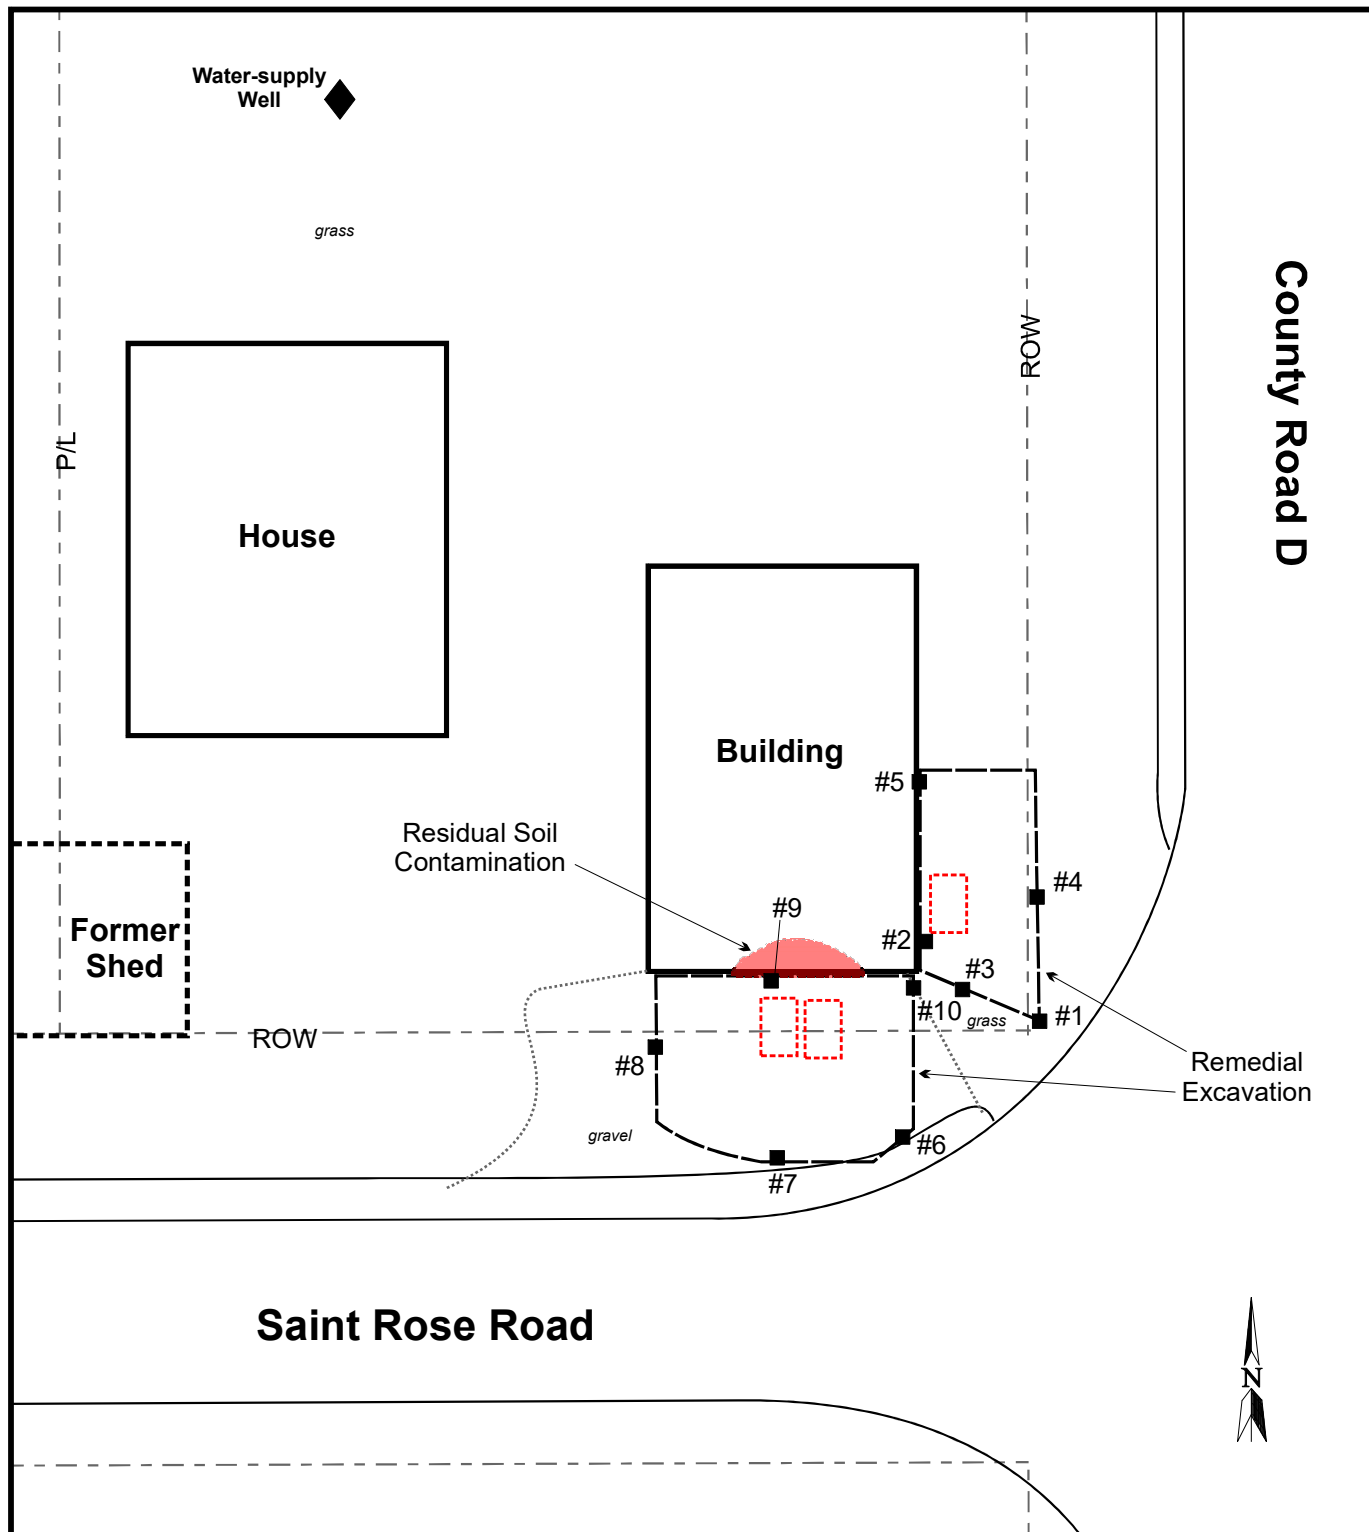 Water-supply
Well
grass
County Road D
ROW
P/L
House
Building
#5
Residual Soil
Contamination
#4
#9
Former
Shed
#2
#3
#10
grass
#1
ROW
#8
Remedial
Excavation
gravel
#6
#7
Saint Rose Road
N